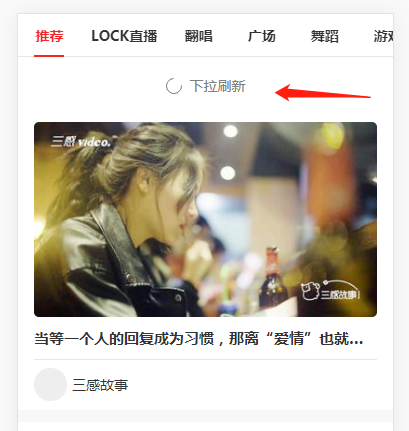 推荐 LOCK直播 翻唱 广场 舞蹈 游
下拉刷新
三感 video.
三感故事
当等一个人的回复成为习惯，那离“爱情”也就...
三感故事